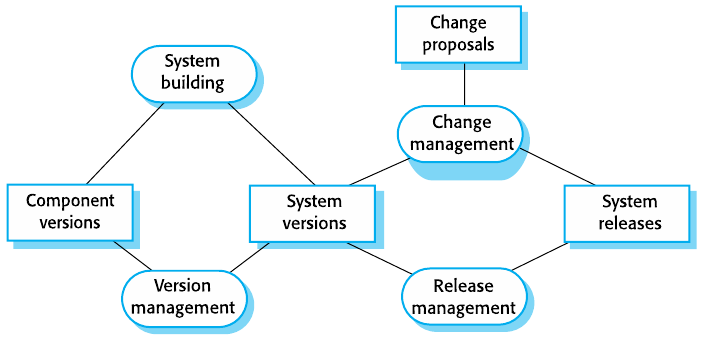 Change
proposals
System
building
Change
management
Component
versions
System
versions
System
releases
Version
management
Release
management